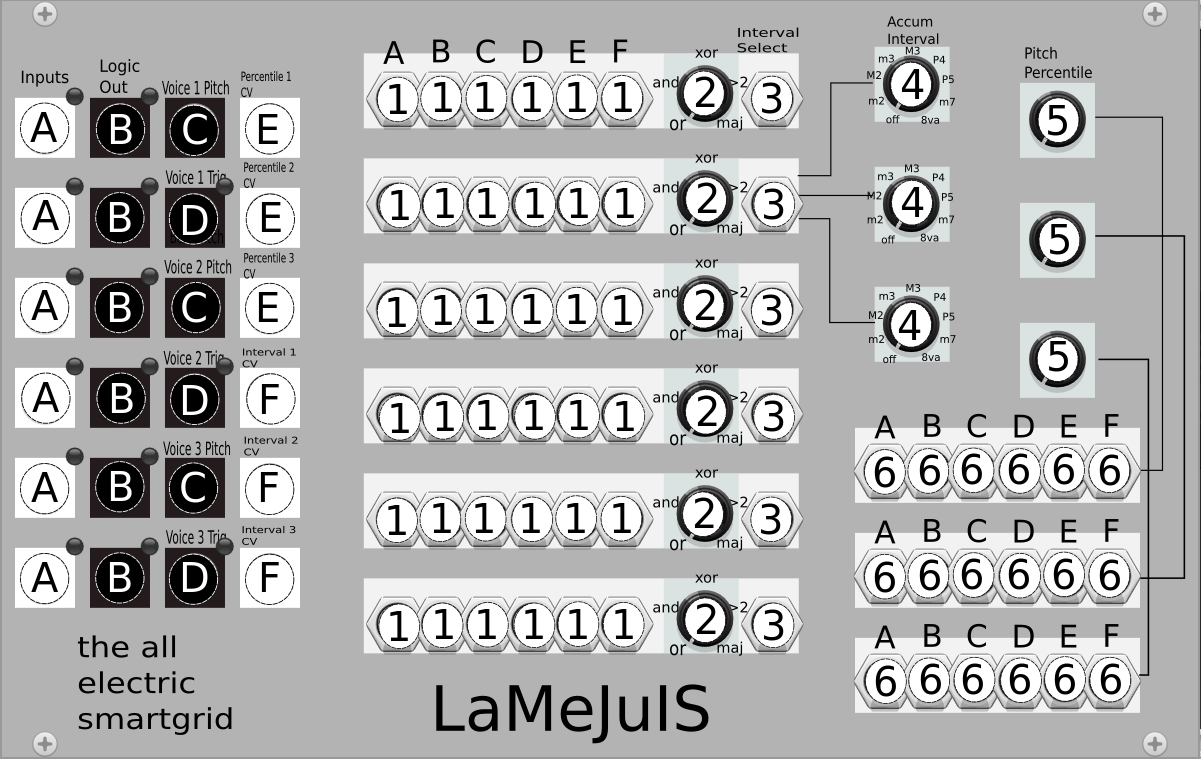 Inputs
Logic
Out
Voice 1 Pitch
Percentile 1
CV
A B C E
Voice 1 Trig
Percentile 2
CV
A B D E
Voice 2 Pitch
Percentile 3
CV
A B C E
Voice 2 Trig
Interval 1
CV
A B D F
Voice 3 Pitch
Interval 2
CV
A B C F
Voice 3 Trig
Interval 3
CV
A B D F
the all
electric
smartgrid
A B C D E F
Interval
Select
xor
and >2
1 1 1 1 1 1 2 3
or maj
xor
and >2
1 1 1 1 1 1 2 3
or maj
xor
and >2
1 1 1 1 1 1 2 3
or maj
xor
and >2
1 1 1 1 1 1 2 3
or maj
xor
and >2
1 1 1 1 1 1 2 3
or maj
xor
and >2
1 1 1 1 1 1 2 3
or maj
LaMeJuIS
Accum
Interval
M3
m3 P4
M2 4 P5
m2 m7
off 8va
M3
m3 P4
M2 4 P5
m2 m7
off 8va
M3
m3 P4
M2 4 P5
m2 m7
off 8va
Pitch
Percentile
5
5
5
A B C D E F
6 6 6 6 6 6
A B C D E F
6 6 6 6 6 6
A B C D E F
6 6 6 6 6 6